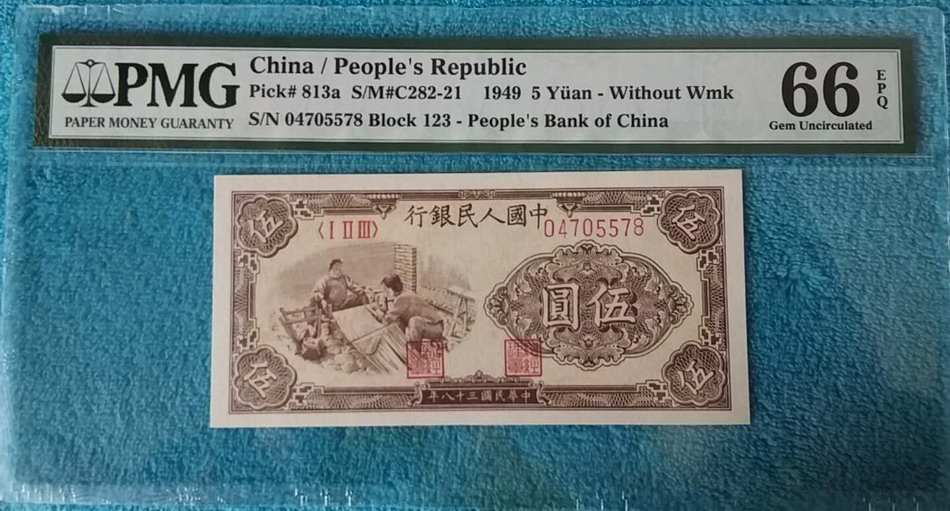 PMG
PAPER MONEY GUARANTY
China / People's Republic
Pick# 813a S/M#C282-21 1949 5 Yüan - Without Wmk
S/N 04705578 Block 123 - People's Bank of China
66 EPQ
Gem Uncirculated
伍 伍
行銀民人國中
〈I II III〉 04705578
圓伍
伍 伍
年八十三國民華中